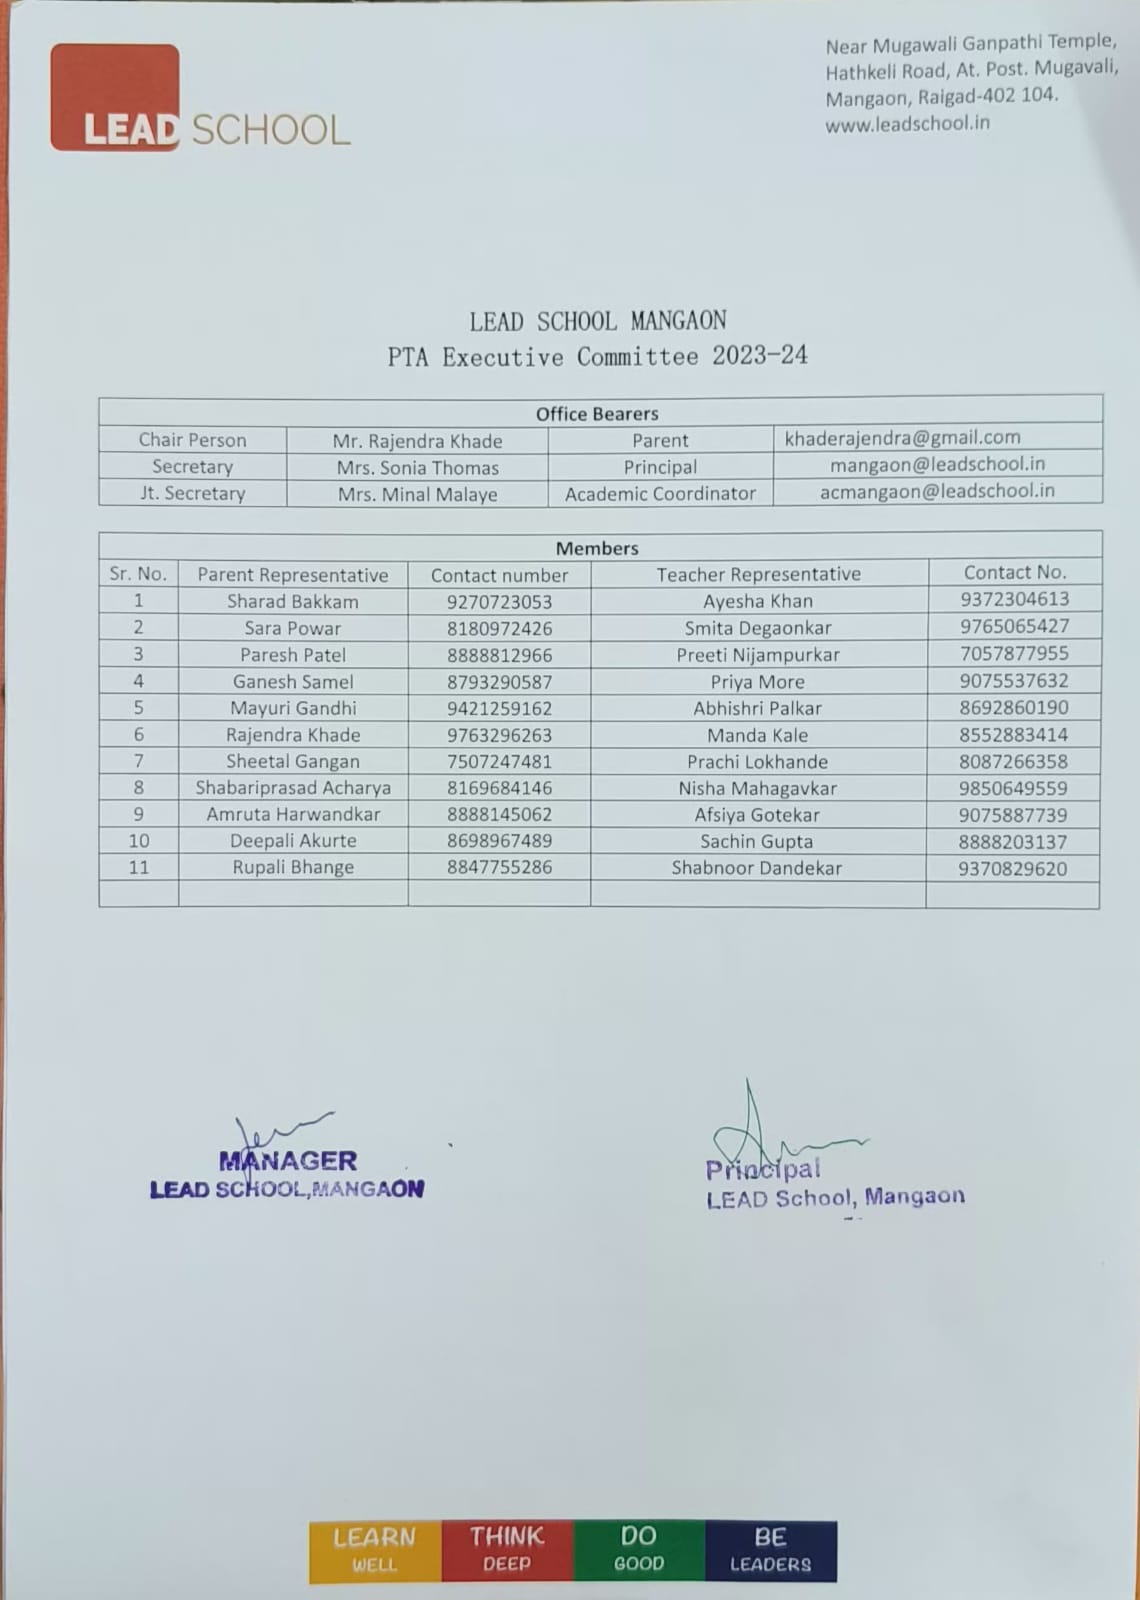 LEAD SCHOOL
Near Mugawali Ganpathi Temple,
Hathkeli Road, At. Post. Mugavali,
Mangaon, Raigad-402 104.
www.leadschool.in
LEAD SCHOOL MANGAON
PTA Executive Committee 2023-24
Office Bearers
Chair Person Mr. Rajendra Khade Parent khaderajendra@gmail.com
Secretary Mrs. Sonia Thomas Principal mangaon@leadschool.in
Jt. Secretary Mrs. Minal Malaye Academic Coordinator acmangaon@leadschool.in
Members
Sr. No. Parent Representative Contact number Teacher Representative Contact No.
1 Sharad Bakkam 9270723053 Ayesha Khan 9372304613
2 Sara Powar 8180972426 Smita Degaonkar 9765065427
3 Paresh Patel 8888812966 Preeti Nijampurkar 7057877955
4 Ganesh Samel 8793290587 Priya More 9075537632
5 Mayuri Gandhi 9421259162 Abhishri Palkar 8692860190
6 Rajendra Khade 9763296263 Manda Kale 8552883414
7 Sheetal Gangan 7507247481 Prachi Lokhande 8087266358
8 Shabariprasad Acharya 8169684146 Nisha Mahagavkar 9850649559
9 Amruta Harwandkar 8888145062 Afsiya Gotekar 9075887739
10 Deepali Akurte 8698967489 Sachin Gupta 8888203137
11 Rupali Bhange 8847755286 Shabnoor Dandekar 9370829620
MANAGER
LEAD SCHOOL,MANGAON
Principal
LEAD School, Mangaon
LEARN THINK DO BE
WELL DEEP GOOD LEADERS